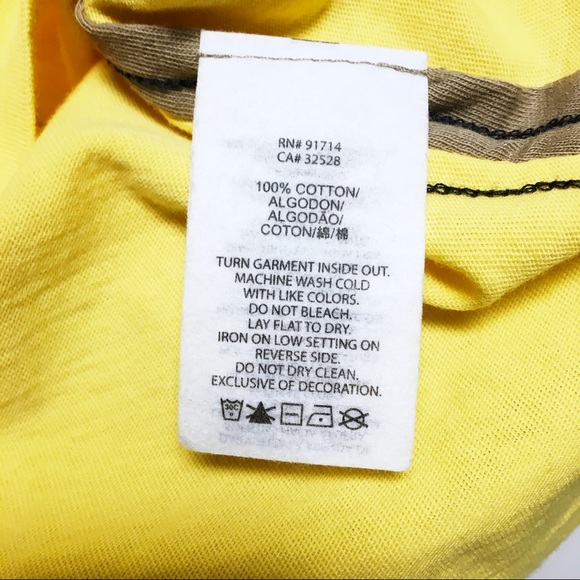 RN# 91714
CA# 32528
100% COTTON/
ALGODON/
ALGODÃO/
COTON/綿/棉
TURN GARMENT INSIDE OUT.
MACHINE WASH COLD
WITH LIKE COLORS.
DO NOT BLEACH.
LAY FLAT TO DRY.
IRON ON LOW SETTING ON
REVERSE SIDE.
DO NOT DRY CLEAN.
EXCLUSIVE OF DECORATION.
30C